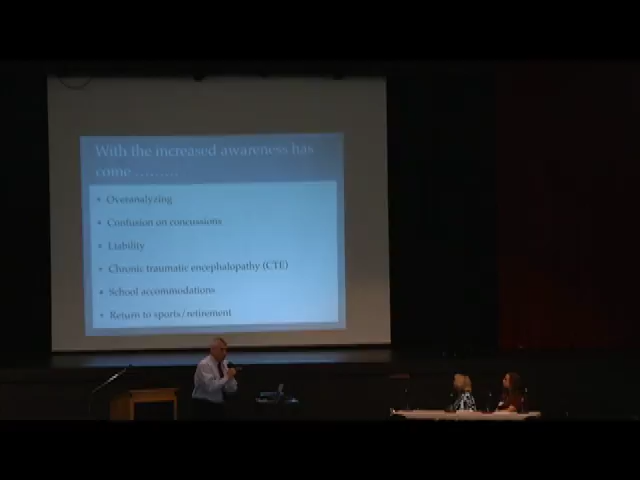 With the increased awareness has
come .........
• Overanalyzing
• Confusion on concussions
• Liability
• Chronic traumatic encephalopathy (CTE)
• School accommodations
• Return to sports/retirement